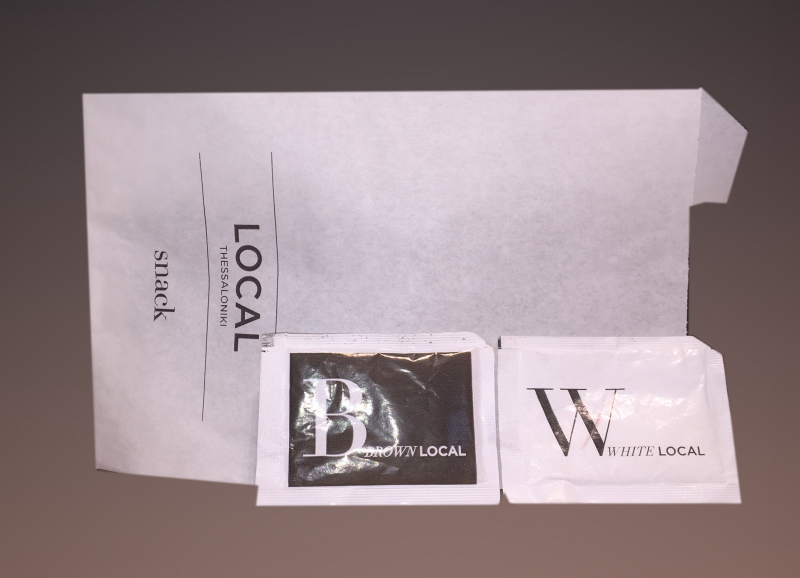 LOCAL
THESSALONIKI
snack
B
BROWN LOCAL
W
WHITE LOCAL